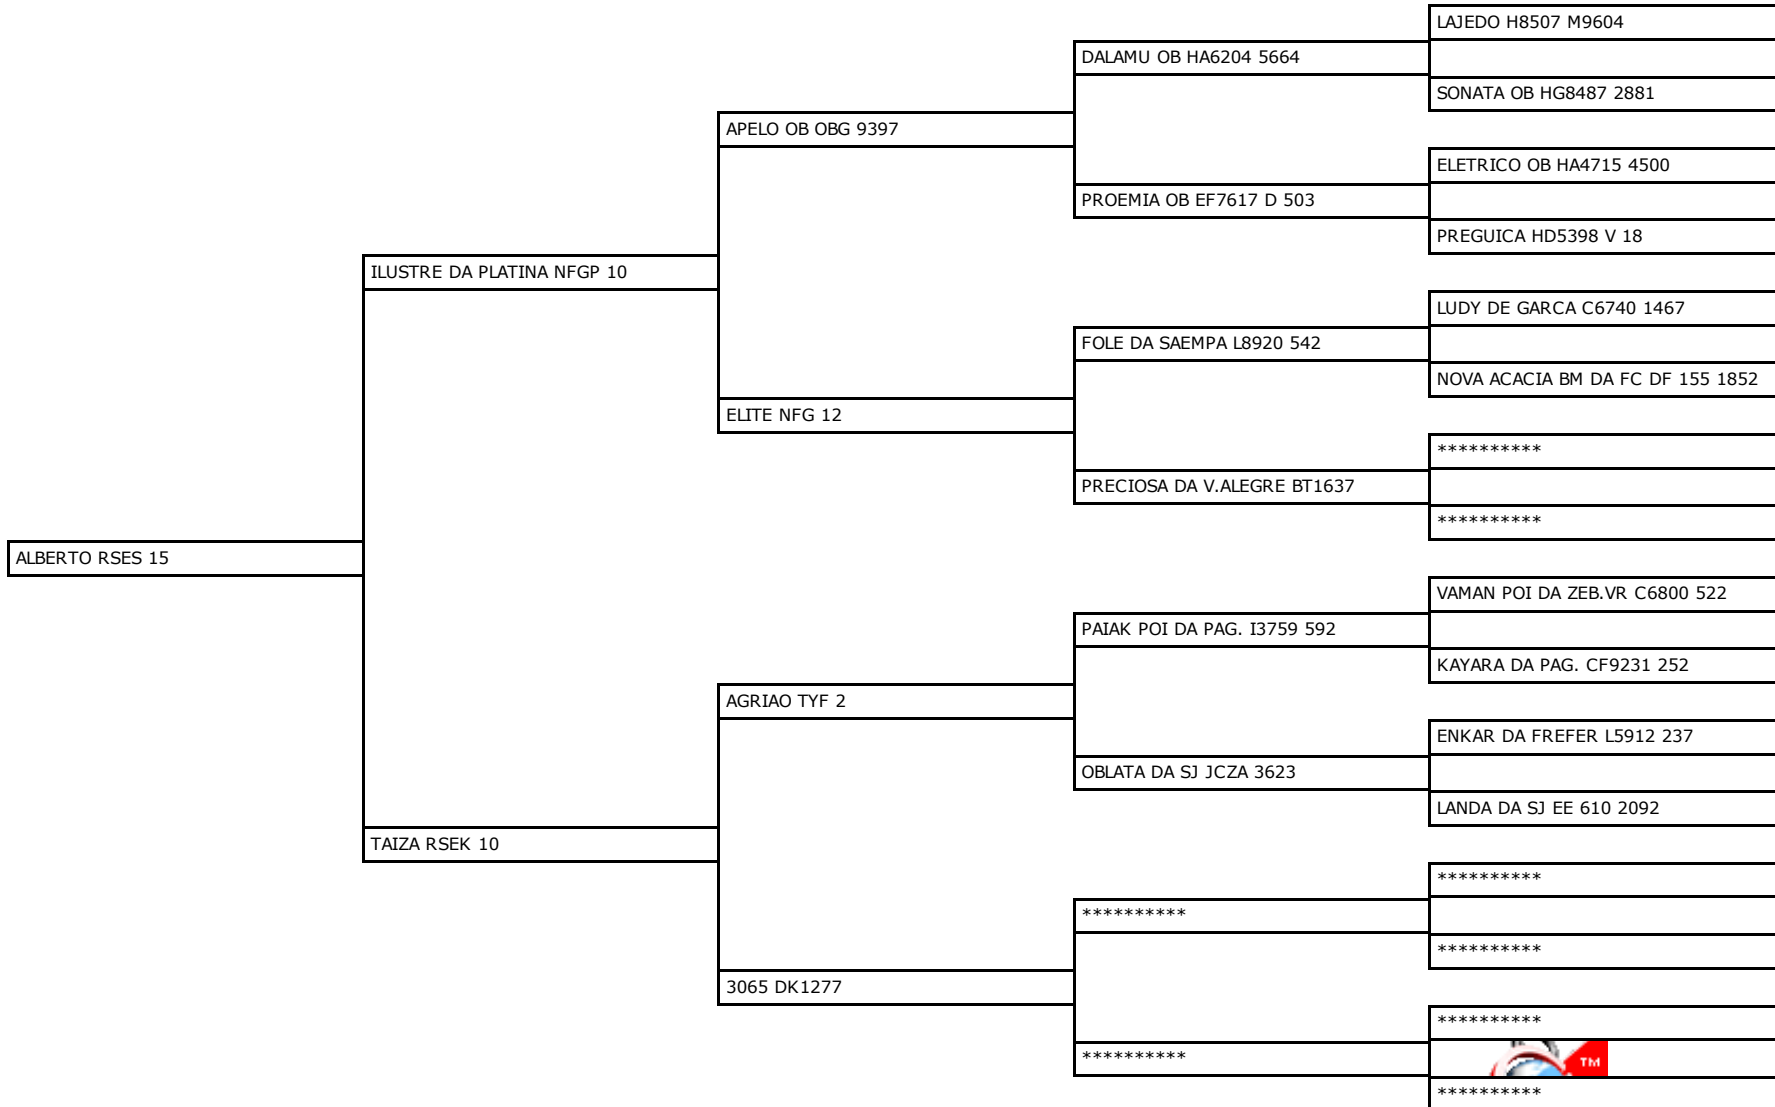 LAJEDO H8507 M9604
DALAMU OB HA6204 5664
SONATA OB HG8487 2881
APELO OB OBG 9397
ELETRICO OB HA4715 4500
PROEMIA OB EF7617 D 503
PREGUICA HD5398 V 18
ILUSTRE DA PLATINA NFGP 10
LUDY DE GARCA C6740 1467
FOLE DA SAEMPA L8920 542
NOVA ACACIA BM DA FC DF 155 1852
ELITE NFG 12
**********
PRECIOSA DA V.ALEGRE BT1637
**********
ALBERTO RSES 15
VAMAN POI DA ZEB.VR C6800 522
PAIAK POI DA PAG. I3759 592
KAYARA DA PAG. CF9231 252
AGRIAO TYF 2
ENKAR DA FREFER L5912 237
OBLATA DA SJ JCZA 3623
LANDA DA SJ EE 610 2092
TAIZA RSEK 10
**********
**********
**********
3065 DK1277
**********
**********
TM
**********